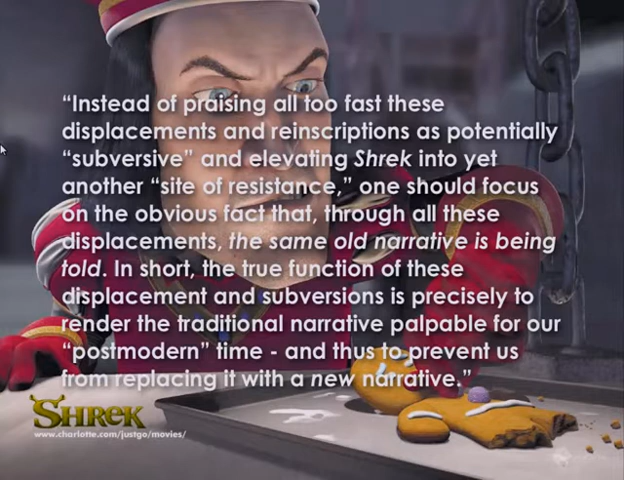 “Instead of praising all too fast these
displacements and reinscriptions as potentially
“subversive” and elevating Shrek into yet
another “site of resistance,” one should focus
on the obvious fact that, through all these
displacements, the same old narrative is being
told. In short, the true function of these
displacement and subversions is precisely to
render the traditional narrative palpable for our
“postmodern” time - and thus to prevent us
from replacing it with a new narrative.”
SHREK
www.charlotte.com/justgo/movies/